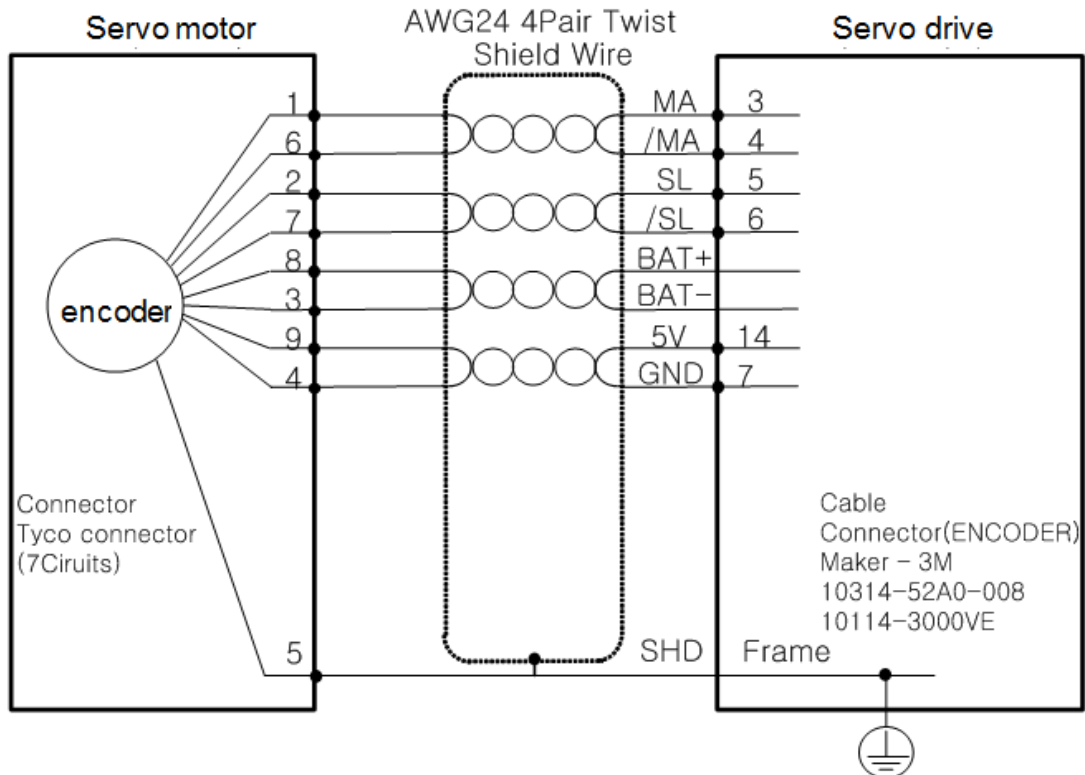 Servo motor
AWG24 4Pair Twist
Shield Wire
Servo drive
1
MA
3
6
/MA
4
2
SL
5
7
/SL
6
8
BAT+
3
BAT-
encoder
9
5V
14
4
GND
7
Connector
Tyco connector
(7Ciruits)
Cable
Connector(ENCODER)
Maker - 3M
10314-52A0-008
10114-3000VE
5
SHD
Frame